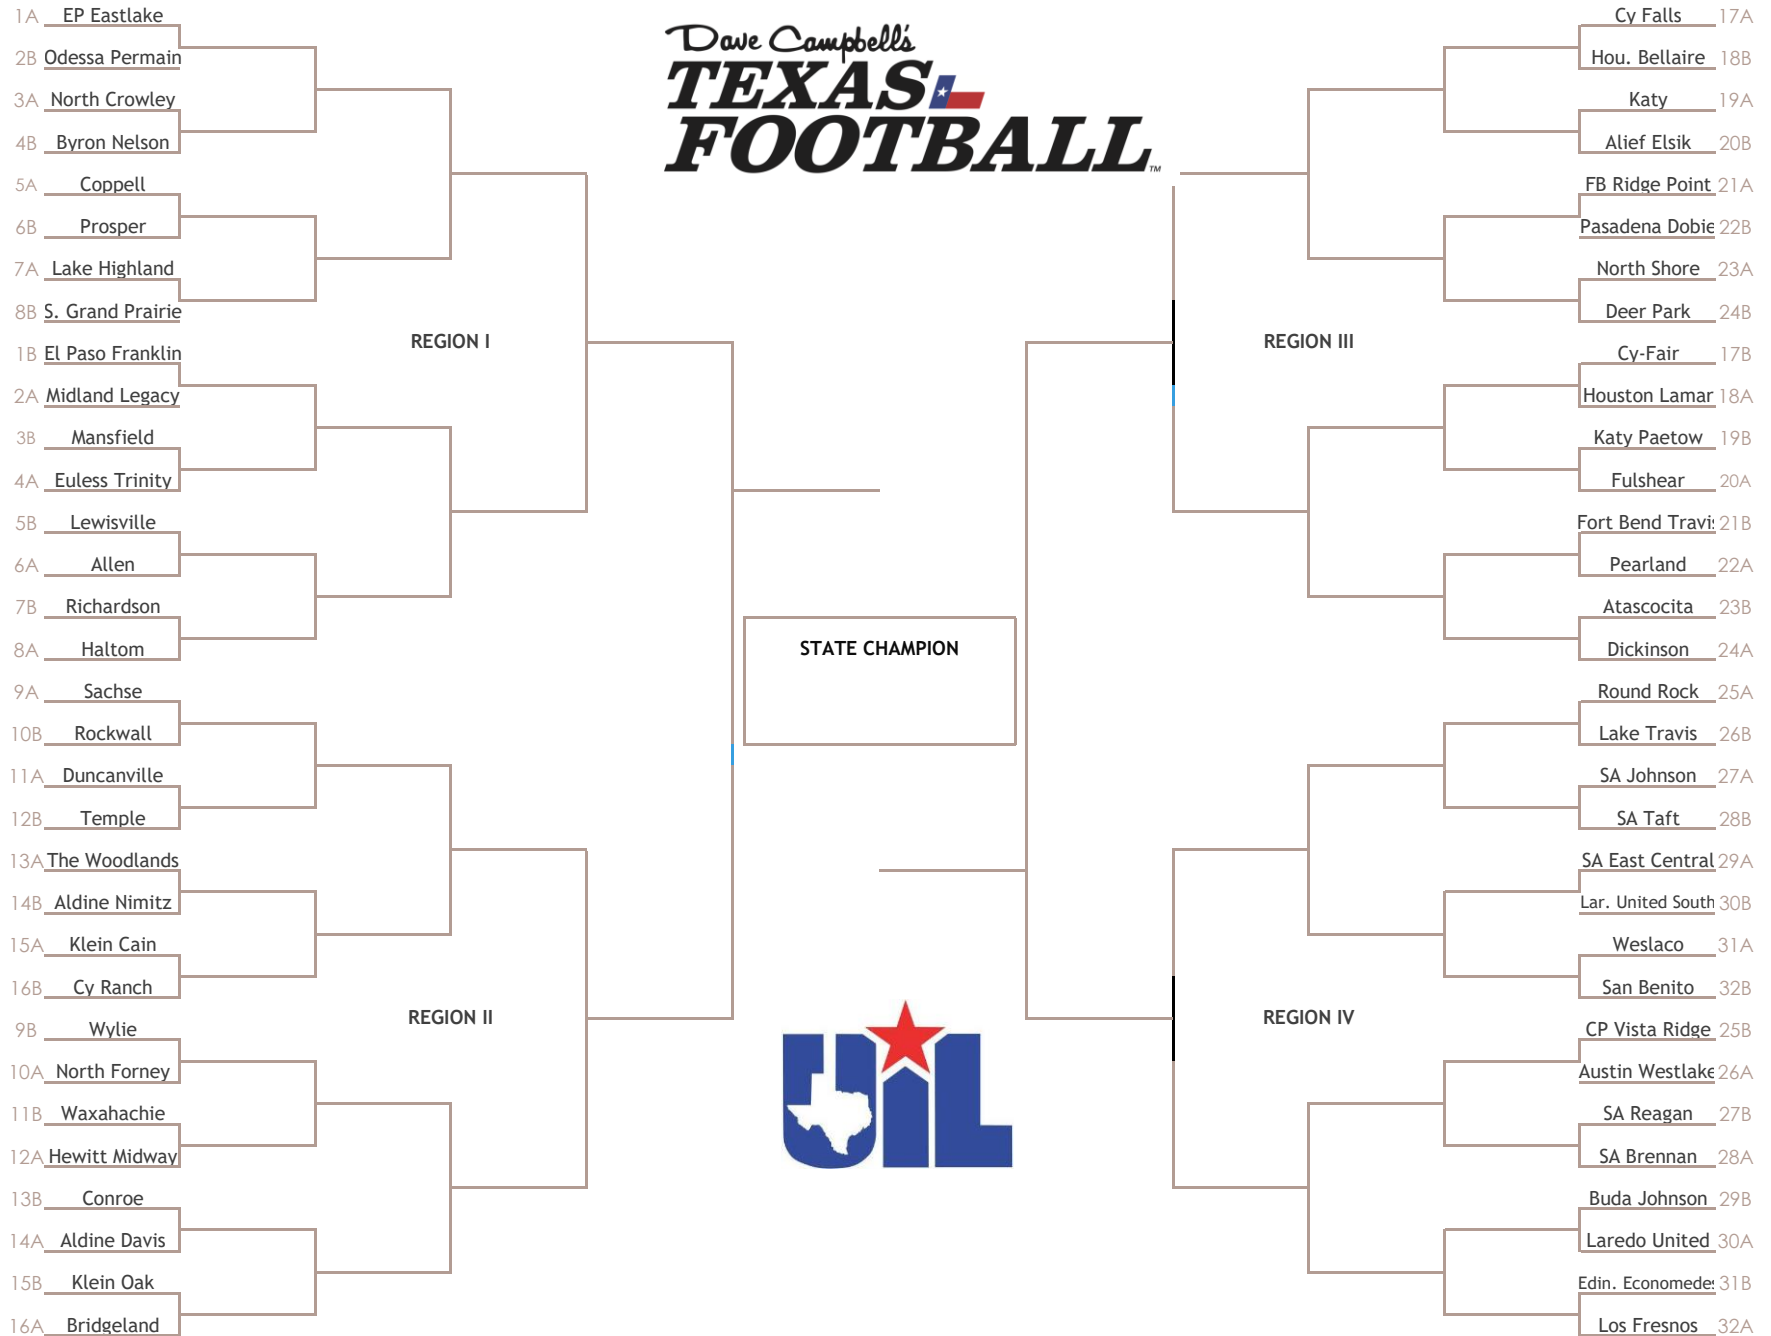 Dave Campbell's
TEXAS
FOOTBALL™
1A EP Eastlake
2B Odessa Permain
3A North Crowley
4B Byron Nelson
5A Coppell
6B Prosper
7A Lake Highland
8B S. Grand Prairie
REGION I
1B El Paso Franklin
2A Midland Legacy
3B Mansfield
4A Euless Trinity
5B Lewisville
6A Allen
7B Richardson
8A Haltom
9A Sachse
10B Rockwall
11A Duncanville
12B Temple
13A The Woodlands
14B Aldine Nimitz
15A Klein Cain
16B Cy Ranch
REGION II
9B Wylie
10A North Forney
11B Waxahachie
12A Hewitt Midway
13B Conroe
14A Aldine Davis
15B Klein Oak
16A Bridgeland
STATE CHAMPION
UIL
Cy Falls 17A
Hou. Bellaire 18B
Katy 19A
Alief Elsik 20B
FB Ridge Point 21A
Pasadena Dobie 22B
North Shore 23A
Deer Park 24B
REGION III
Cy-Fair 17B
Houston Lamar 18A
Katy Paetow 19B
Fulshear 20A
Fort Bend Travis 21B
Pearland 22A
Atascocita 23B
Dickinson 24A
Round Rock 25A
Lake Travis 26B
SA Johnson 27A
SA Taft 28B
SA East Central 29A
Lar. United South 30B
Weslaco 31A
San Benito 32B
REGION IV
CP Vista Ridge 25B
Austin Westlake 26A
SA Reagan 27B
SA Brennan 28A
Buda Johnson 29B
Laredo United 30A
Edin. Economedes 31B
Los Fresnos 32A